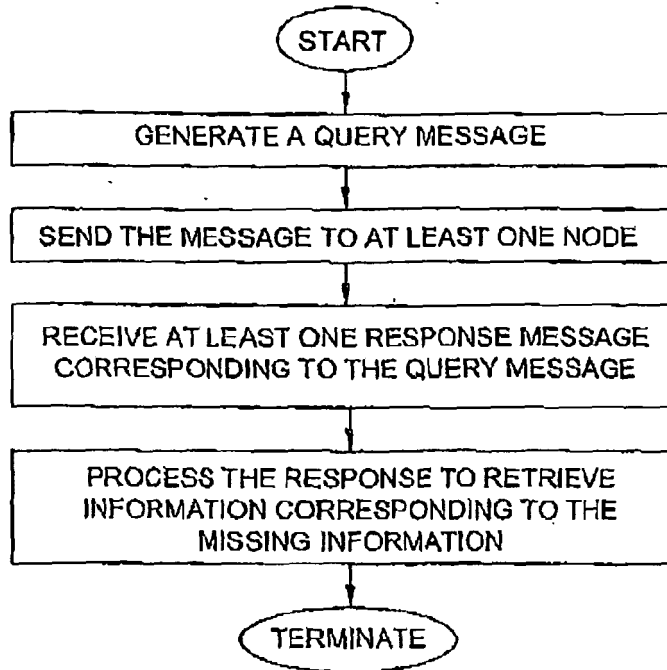 START
GENERATE A QUERY MESSAGE
SEND THE MESSAGE TO AT LEAST ONE NODE
RECEIVE AT LEAST ONE RESPONSE MESSAGE
CORRESPONDING TO THE QUERY MESSAGE
PROCESS THE RESPONSE TO RETRIEVE
INFORMATION CORRESPONDING TO THE
MISSING INFORMATION
TERMINATE